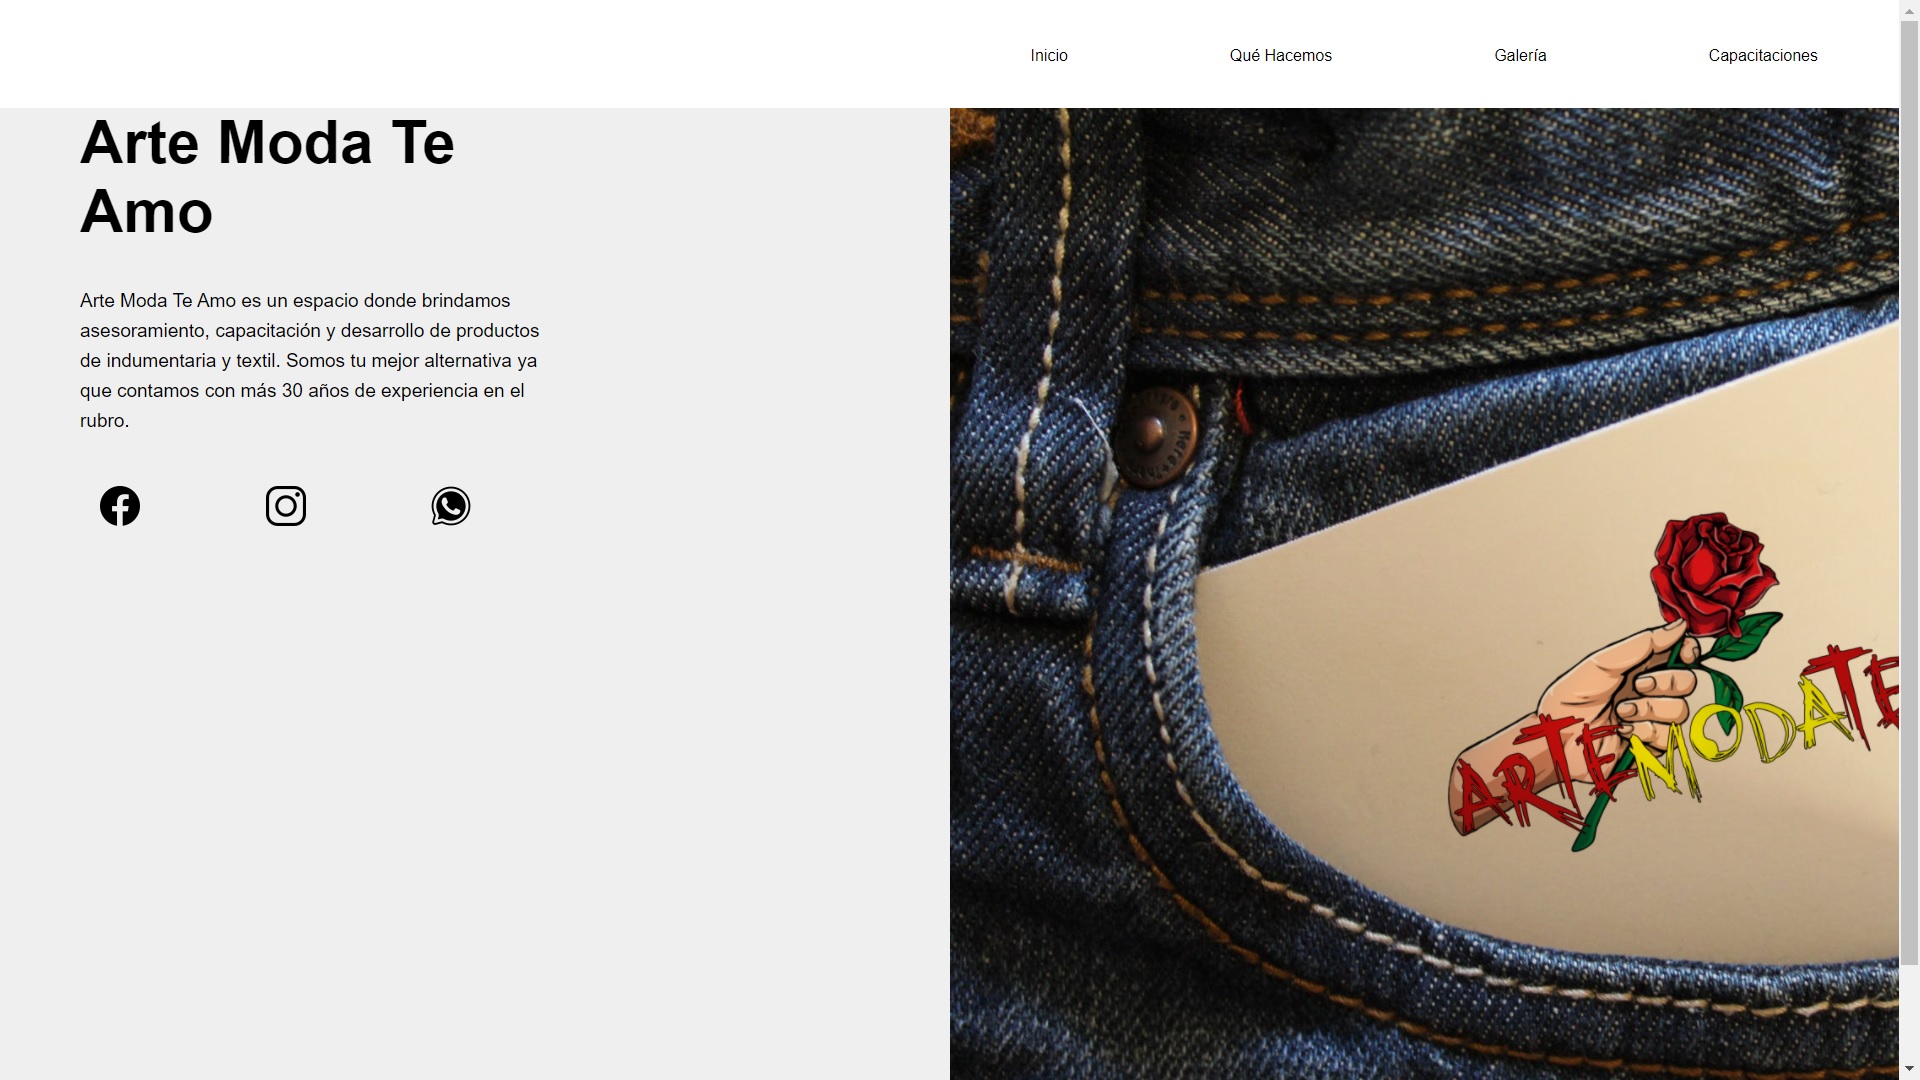 Inicio
Qué Hacemos
Galería
Capacitaciones
Arte Moda Te
Amo
Arte Moda Te Amo es un espacio donde brindamos
asesoramiento, capacitación y desarrollo de productos
de indumentaria y textil. Somos tu mejor alternativa ya
que contamos con más 30 años de experiencia en el
rubro.
ARTEMODATE